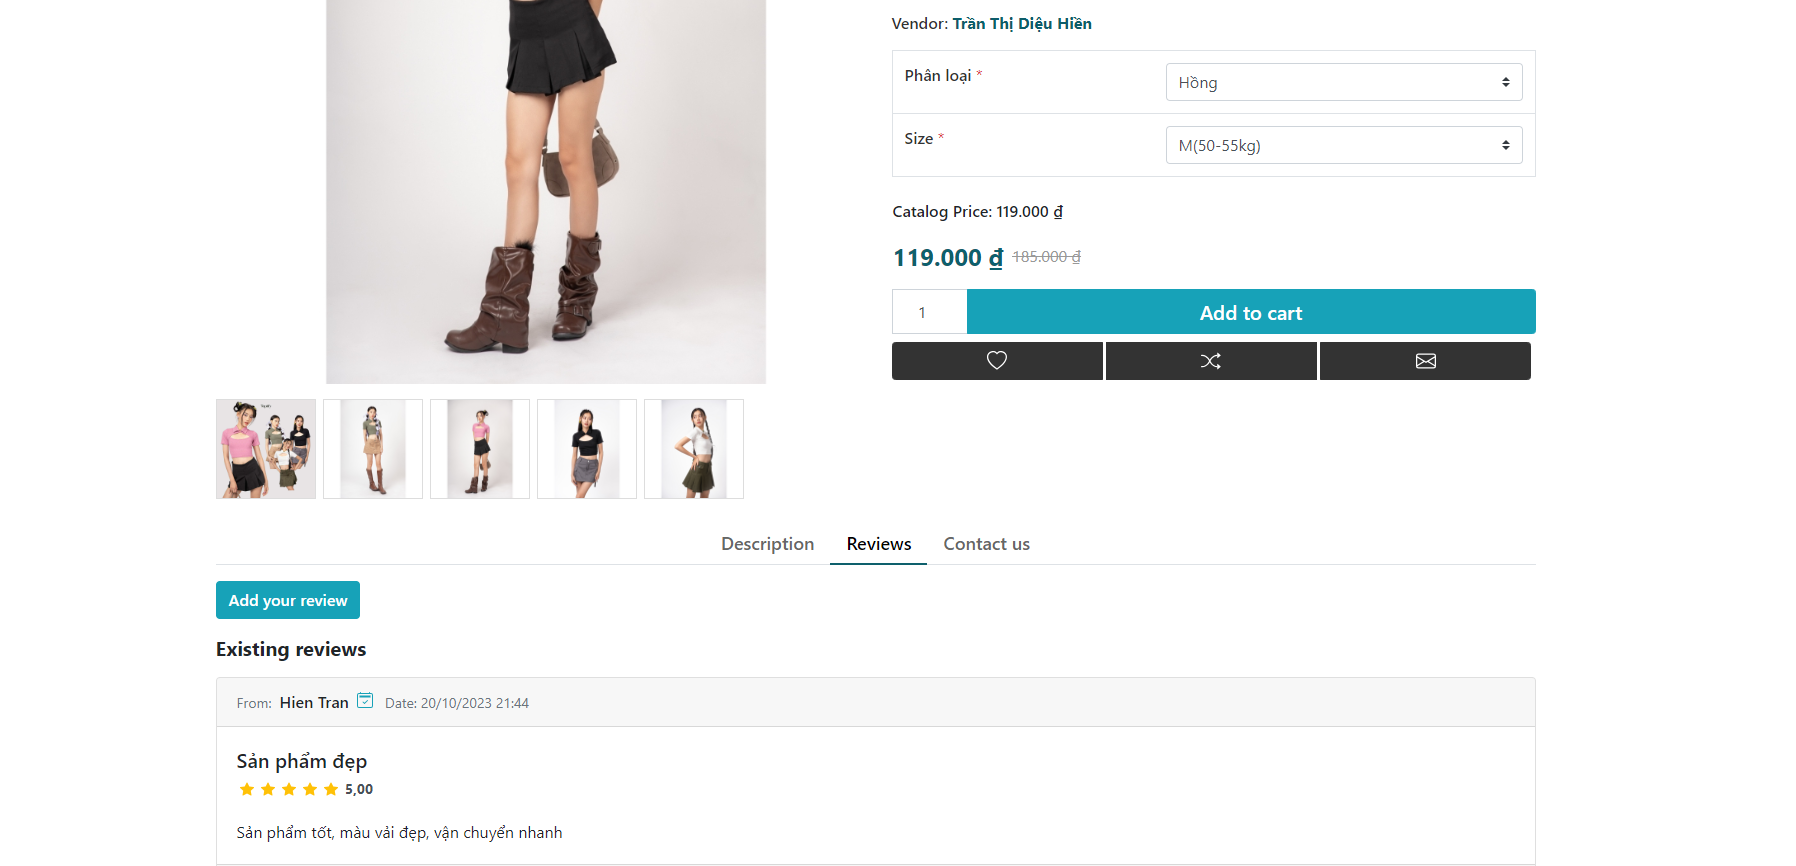 Vendor: Trần Thị Diệu Hiền
Phân loại *
Hồng
Size *
M(50-55kg)
Catalog Price: 119.000 ₫
119.000 ₫ 185.000 ₫
1
Add to cart
Description
Reviews
Contact us
Add your review
Existing reviews
From: Hien Tran Date: 20/10/2023 21:44
Sản phẩm đẹp
5,00
Sản phẩm tốt, màu vải đẹp, vận chuyển nhanh